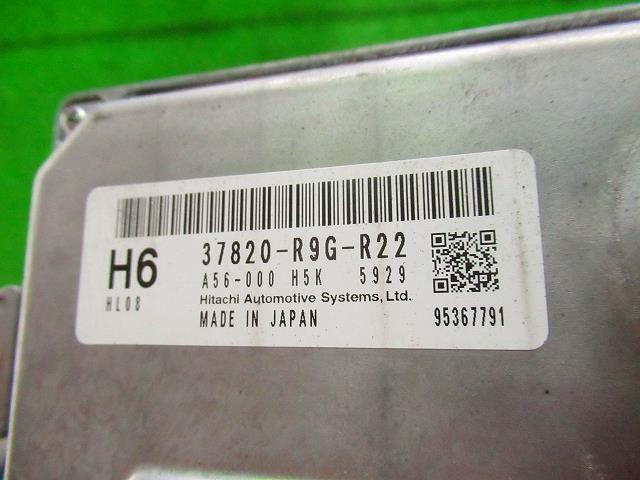 H6
HL08
37820-R9G-R22
A56-000 H5K 5929
Hitachi Automotive Systems, Ltd.
MADE IN JAPAN
95367791